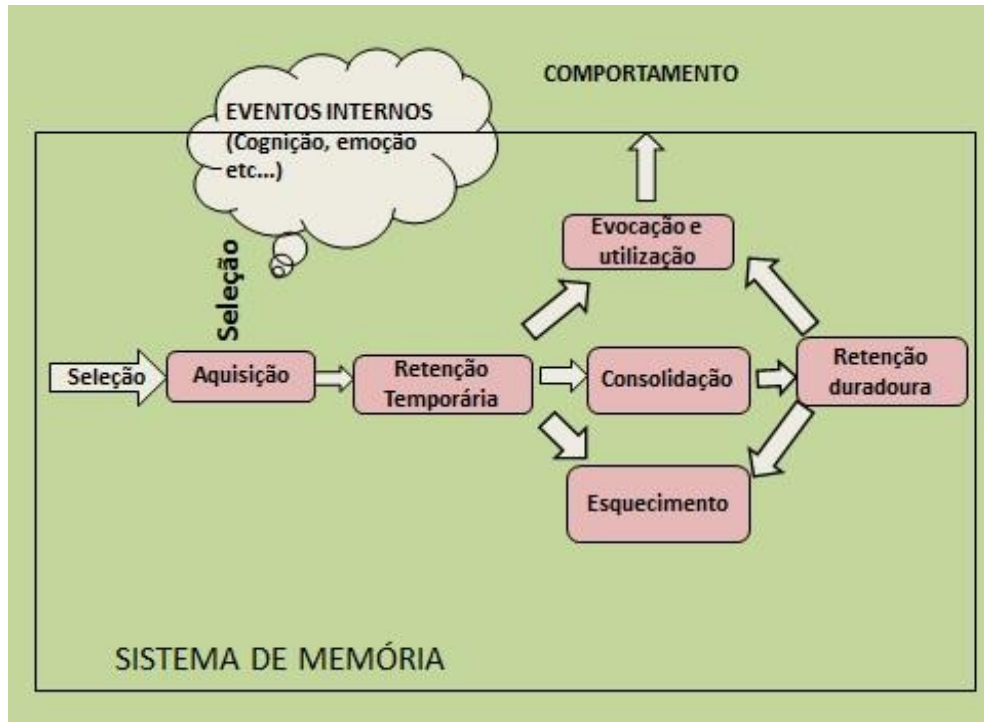 COMPORTAMENTO
EVENTOS INTERNOS
(Cognição, emoção
etc...)
Evocação e
utilização
Seleção
Seleção
Aquisição
Retenção
Temporária
Consolidação
Retenção
duradoura
Esquecimento
SISTEMA DE MEMÓRIA